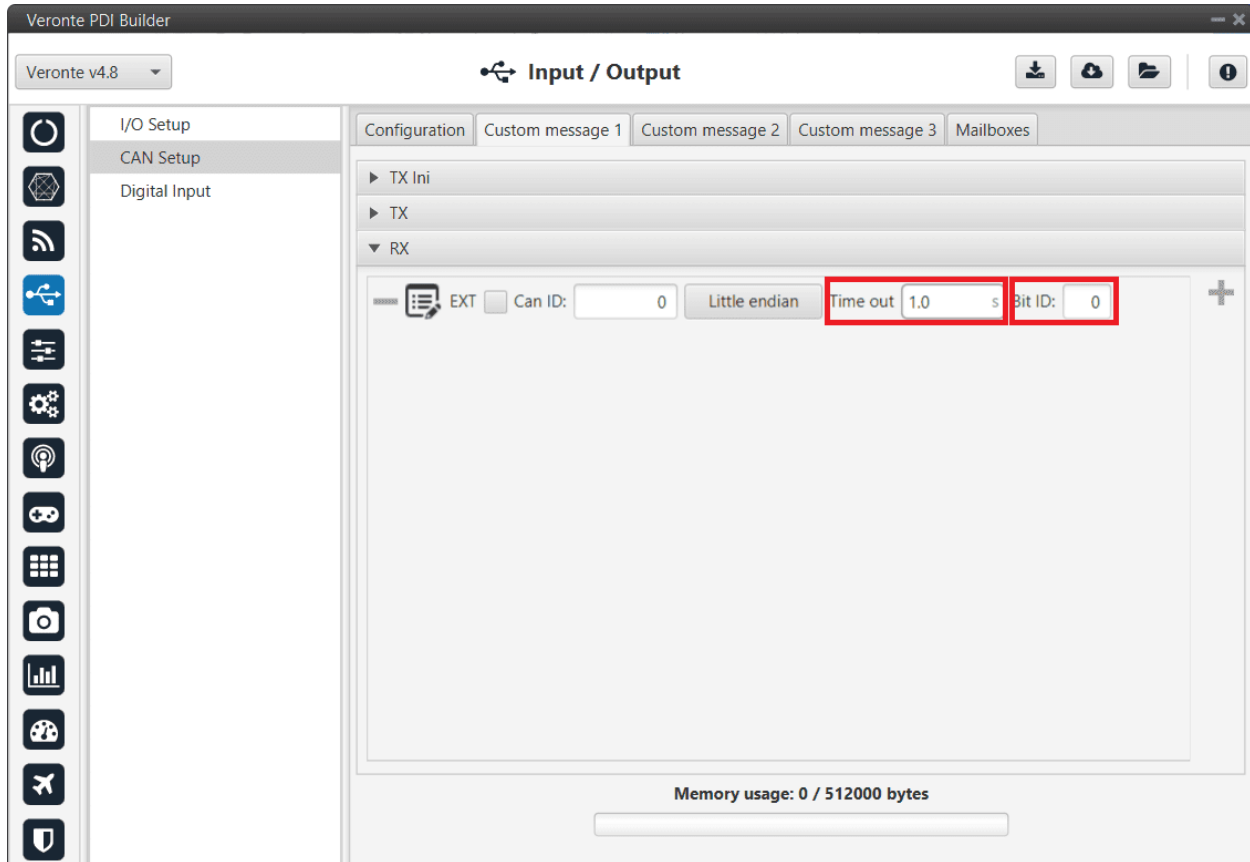 Veronte PDI Builder
Veronte v4.8
Input / Output
I/O Setup
CAN Setup
Digital Input
Configuration Custom message 1 Custom message 2 Custom message 3 Mailboxes
TX Ini
TX
RX
EXT Can ID: 0 Little endian Time out 1.0 s Bit ID: 0
Memory usage: 0 / 512000 bytes